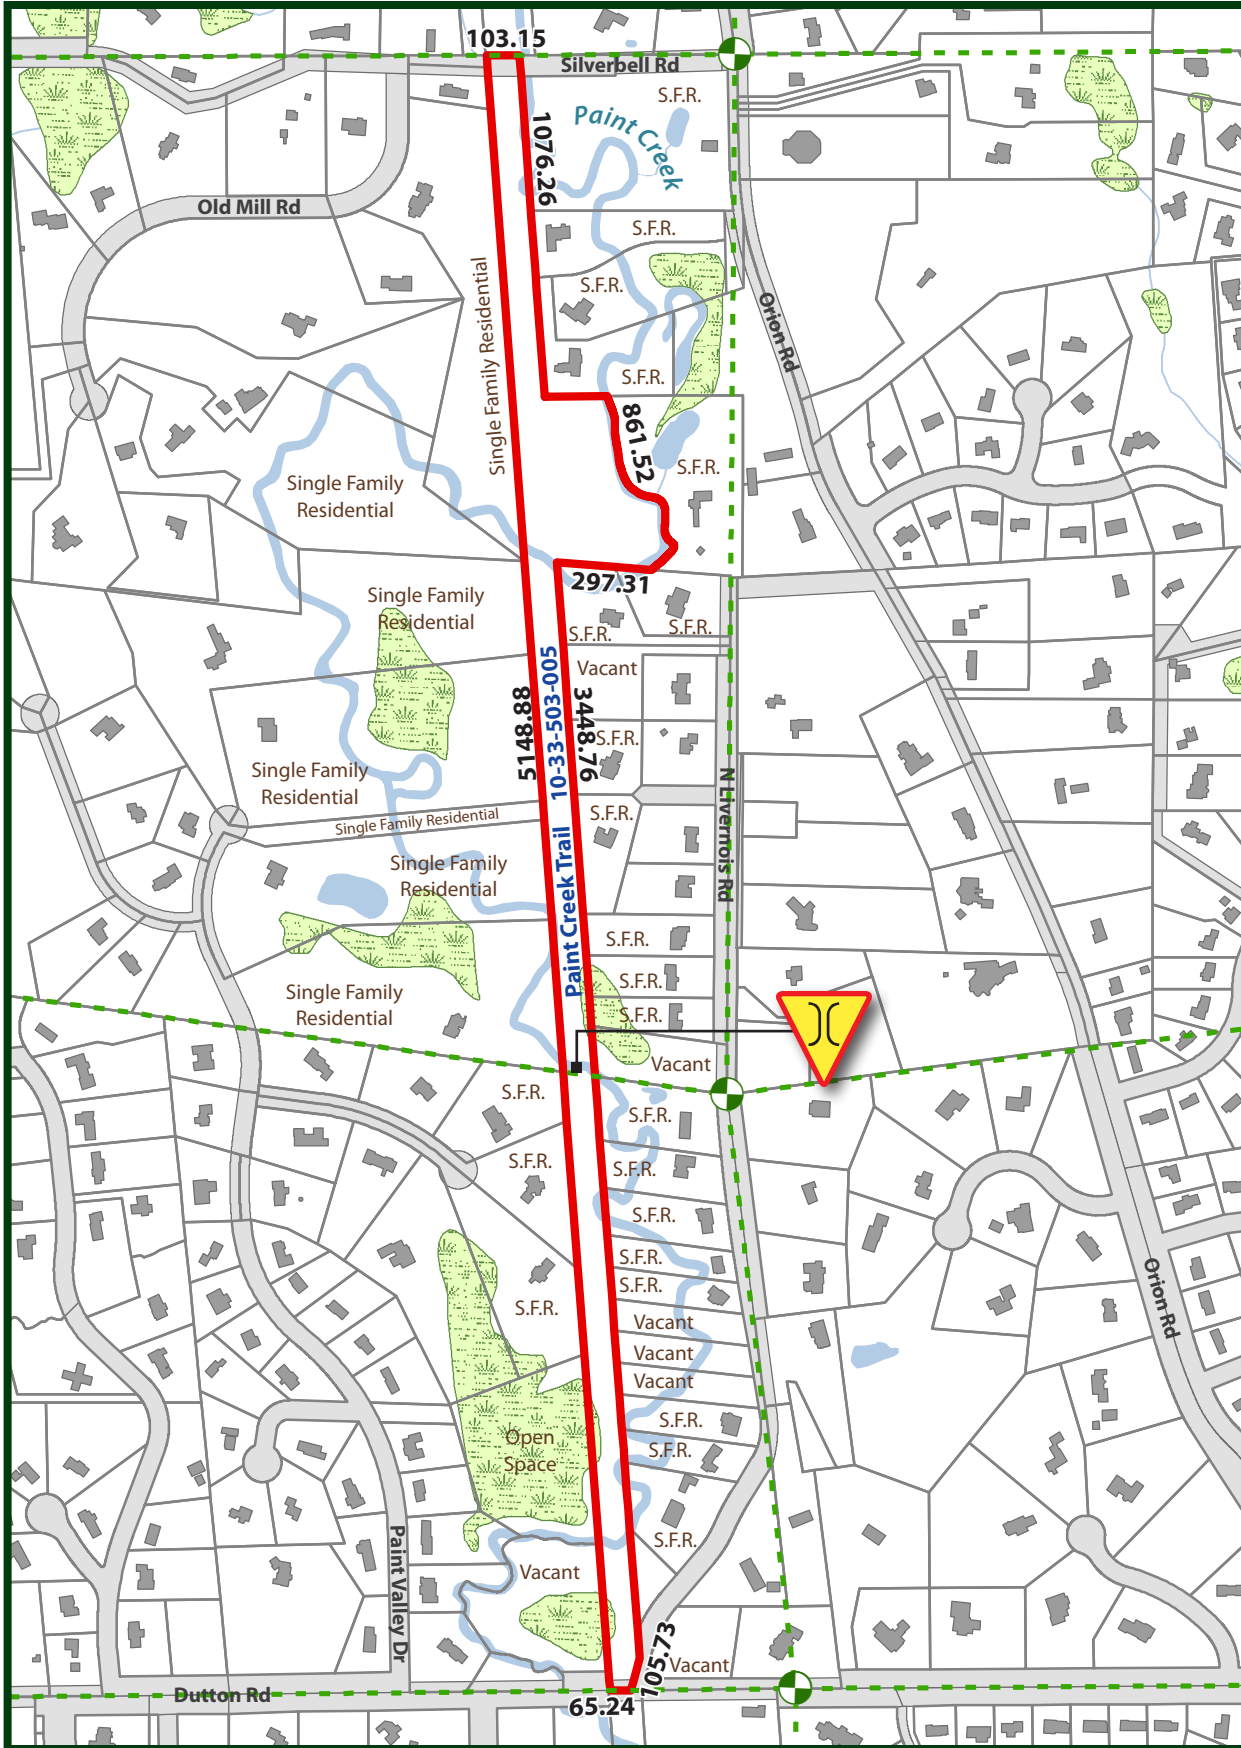 103.15
Silverbell Rd
S.F.R.
Paint Creek
1076.26
Old Mill Rd
S.F.R.
Single Family Residential
S.F.R.
Orion Rd
S.F.R.
861.52
S.F.R.
Single Family
Residential
297.31
Single Family
Residential
S.F.R.
S.F.R.
Vacant
5148.88
10-33-503-005
3448.76
S.F.R.
Single Family
Residential
N Livernois Rd
Single Family Residential
S.F.R.
Single Family
Residential
Paint Creek Trail
S.F.R.
S.F.R.
Single Family
Residential
S.F.R.
Vacant
S.F.R.
S.F.R.
S.F.R.
S.F.R.
S.F.R.
S.F.R.
S.F.R.
S.F.R.
Orion Rd
Vacant
Vacant
Vacant
S.F.R.
Open
Space
S.F.R.
S.F.R.
Paint Valley Dr
Vacant
105.73
Vacant
Dutton Rd
65.24